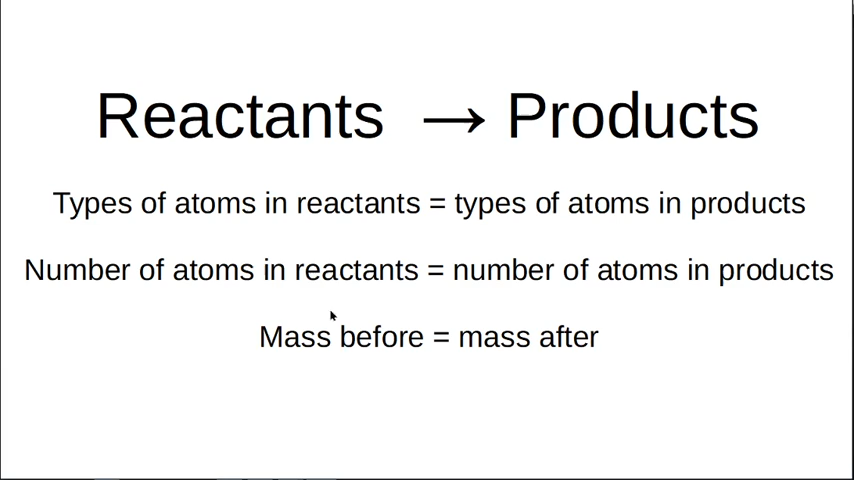 Reactants → Products
Types of atoms in reactants = types of atoms in products
Number of atoms in reactants = number of atoms in products
Mass before = mass after